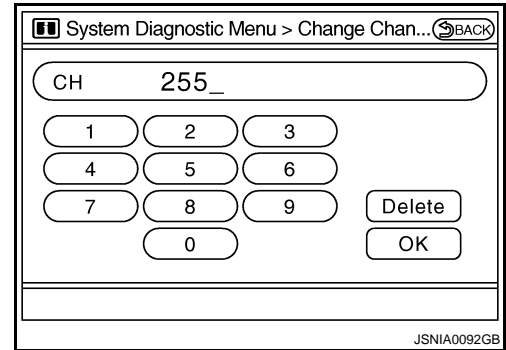 System Diagnostic Menu > Change Chan... BACK
CH 255_
1 2 3
4 5 6
7 8 9 Delete
0 OK
JSNIA0092GB